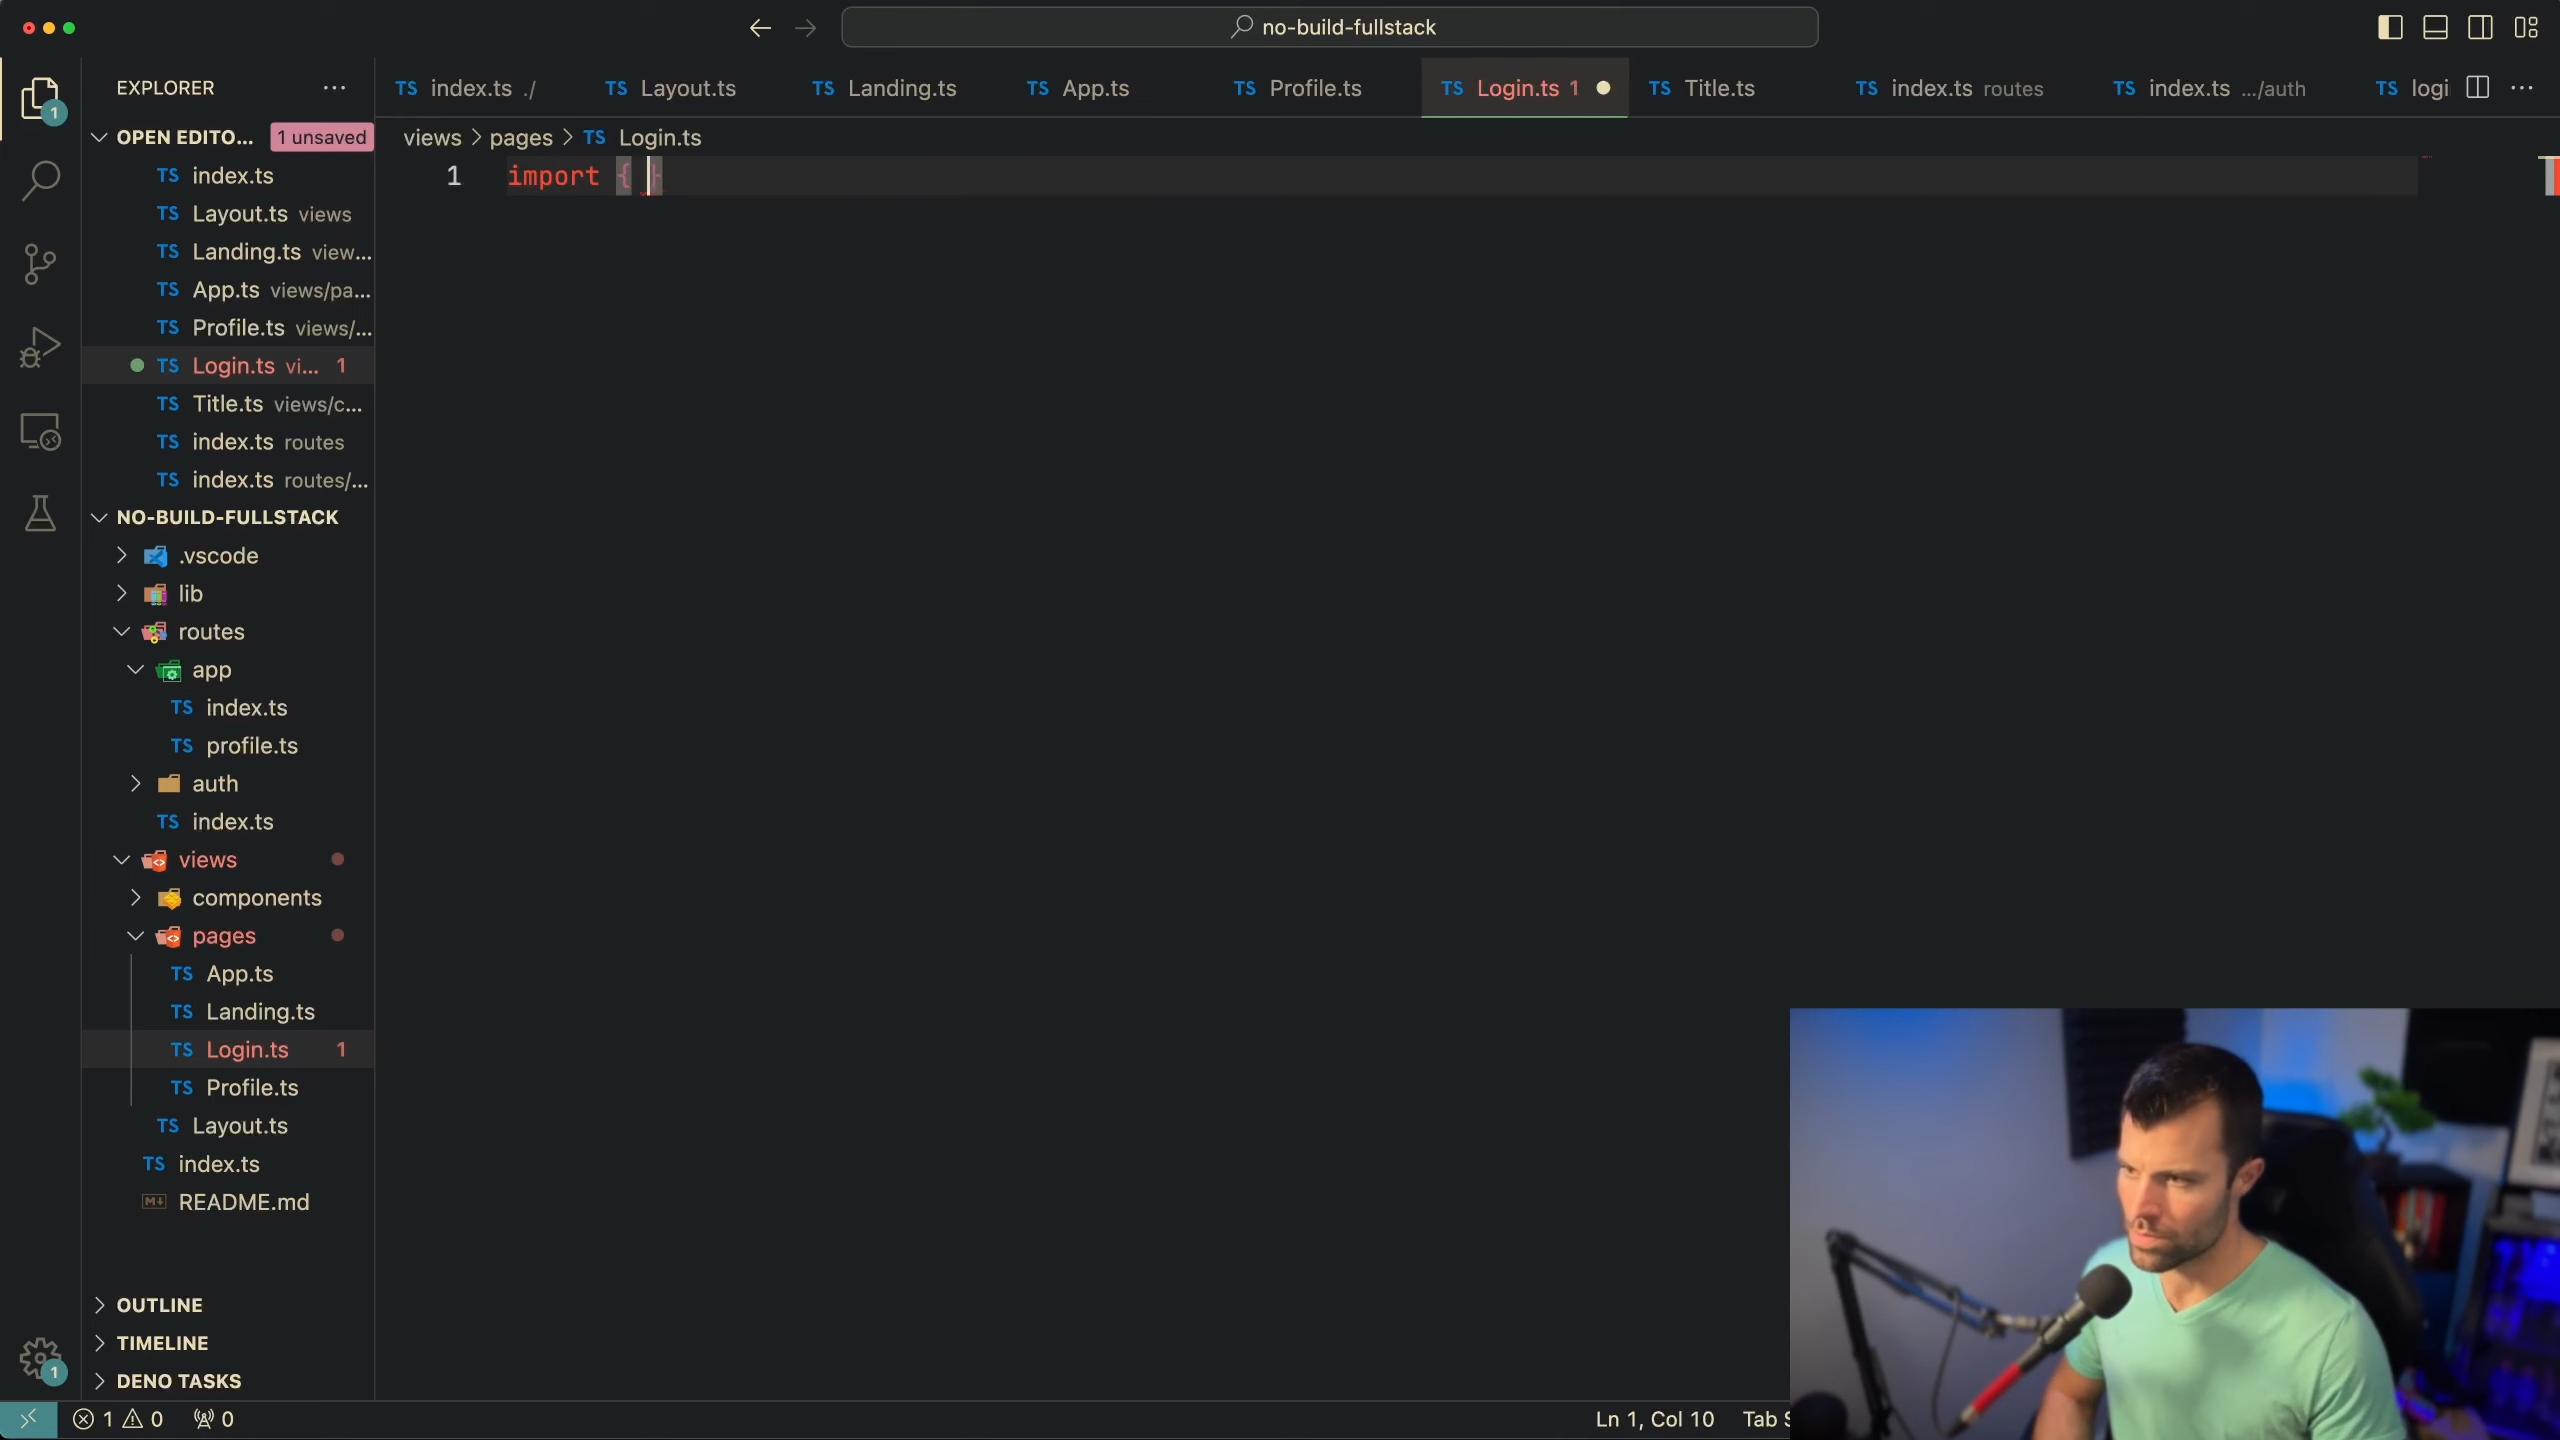 no-build-fullstack
EXPLORER
TS index.ts ./
TS Layout.ts
TS Landing.ts
TS App.ts
TS Profile.ts
TS Login.ts 1
TS Title.ts
TS index.ts routes
TS index.ts .../auth
TS logi
1
OPEN EDITO... 1 unsaved
views > pages > TS Login.ts
1 import { }
TS index.ts
TS Layout.ts views
TS Landing.ts view...
TS App.ts views/pa...
TS Profile.ts views/...
TS Login.ts vi... 1
TS Title.ts views/c...
TS index.ts routes
TS index.ts routes/...
NO-BUILD-FULLSTACK
.vscode
lib
routes
app
TS index.ts
TS profile.ts
auth
TS index.ts
views
components
pages
TS App.ts
TS Landing.ts
TS Login.ts 1
TS Profile.ts
TS Layout.ts
TS index.ts
README.md
OUTLINE
TIMELINE
1
DENO TASKS
1 0 0
Ln 1, Col 10 Tab S